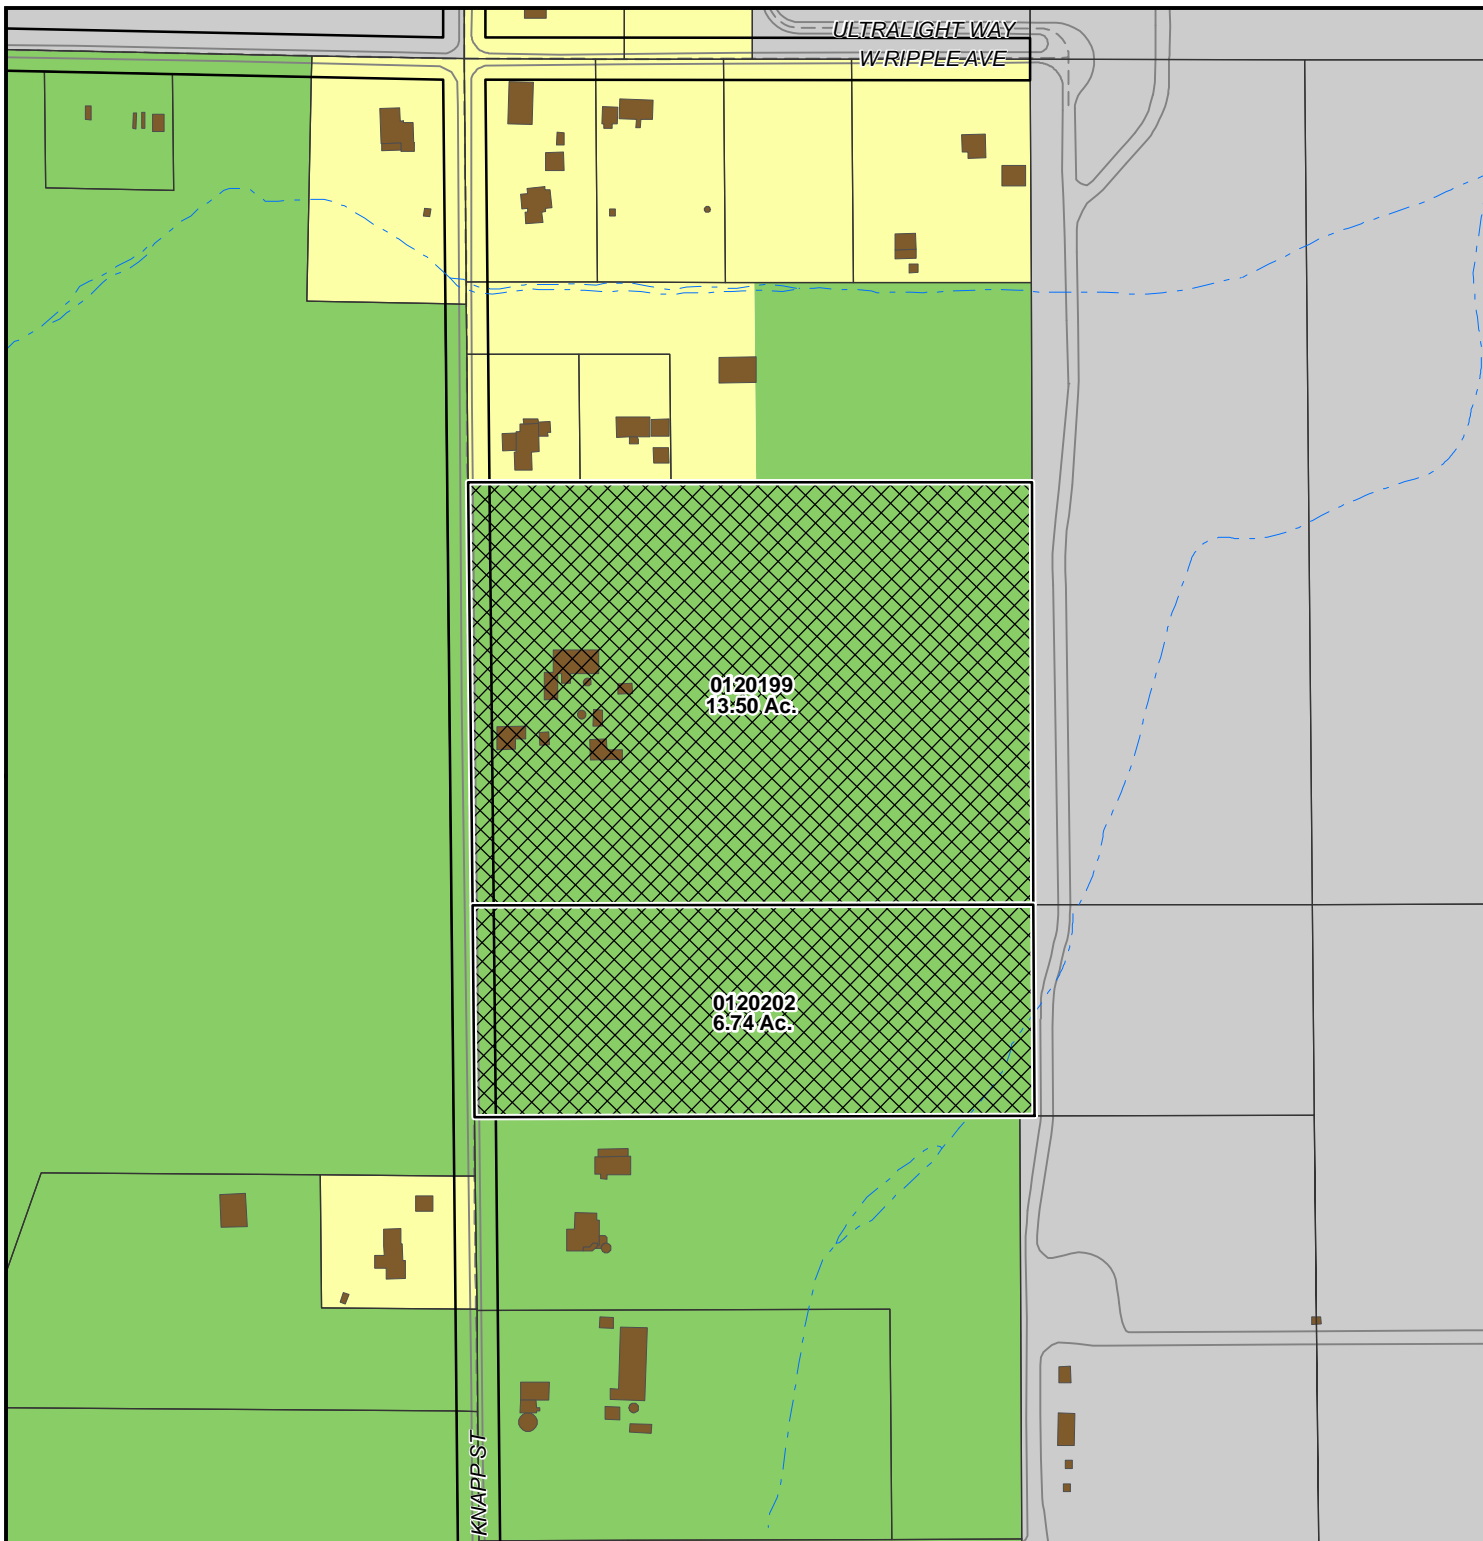 ULTRALIGHT WAY
W RIPPLE AVE
0120199
13.50 Ac.
0120202
6.74 Ac.
KNAPP ST